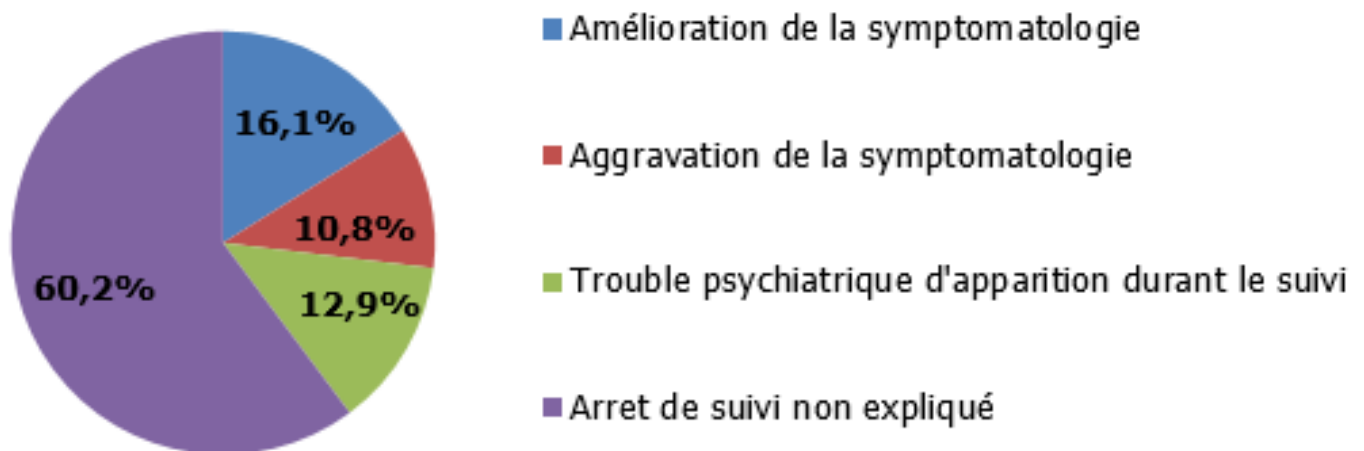 Amélioration de la symptomatologie
16,1%
Aggravation de la symptomatologie
10,8%
Trouble psychiatrique d'apparition durant le suivi
60,2%
12,9%
Arret de suivi non expliqué